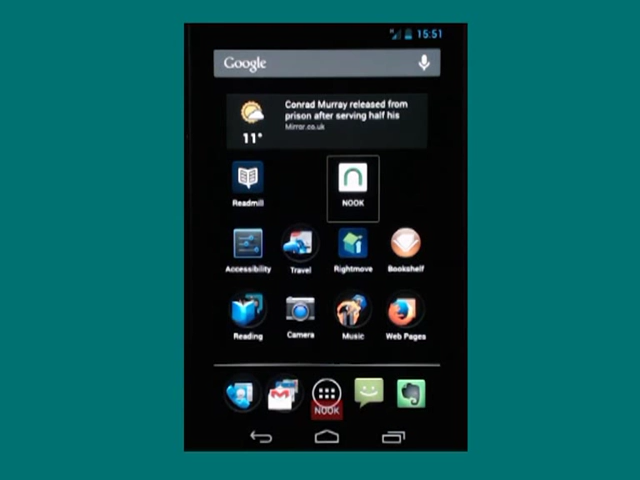 15:51
Google
Conrad Murray released from
prison after serving half his
Mirror.co.uk
11°
Readmill
NOOK
Accessibility
Travel
Rightmove
Bookshelf
Reading
Camera
Music
Web Pages
NOOK